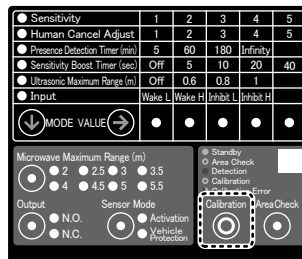 Sensitivity 1 2 3 4 5
Human Cancel Adjust 1 2 3 4 5
Presence Detection Timer (min) 5 60 180 Infinity
Sensitivity Boost Timer (sec) Off 5 10 20 40
Ultrasonic Maximum Range (m) Off 0.6 0.8 1
Input Wake L Wake H Inhibit L Inhibit H
MODE VALUE
Microwave Maximum Range (m)
2 2.5 3 3.5
4 4.5 5 5.5
Standby
Area Check
Detection
Calibration
Calibration Error
Output Sensor Mode Calibration Area Check
N.O. Activation
N.C. Vehicle
Protection